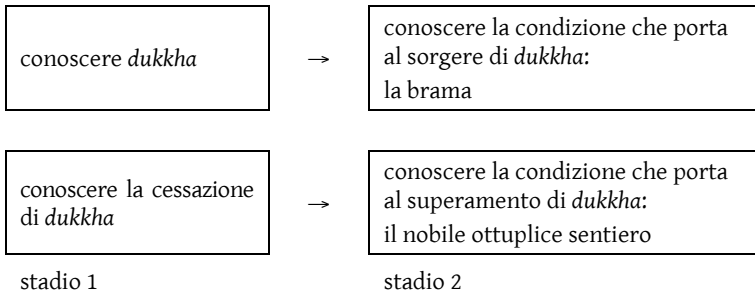 conoscere dukkha
→
conoscere la condizione che porta
al sorgere di dukkha:
la brama
conoscere la cessazione
di dukkha
→
conoscere la condizione che porta
al superamento di dukkha:
il nobile ottuplice sentiero
stadio 1
stadio 2